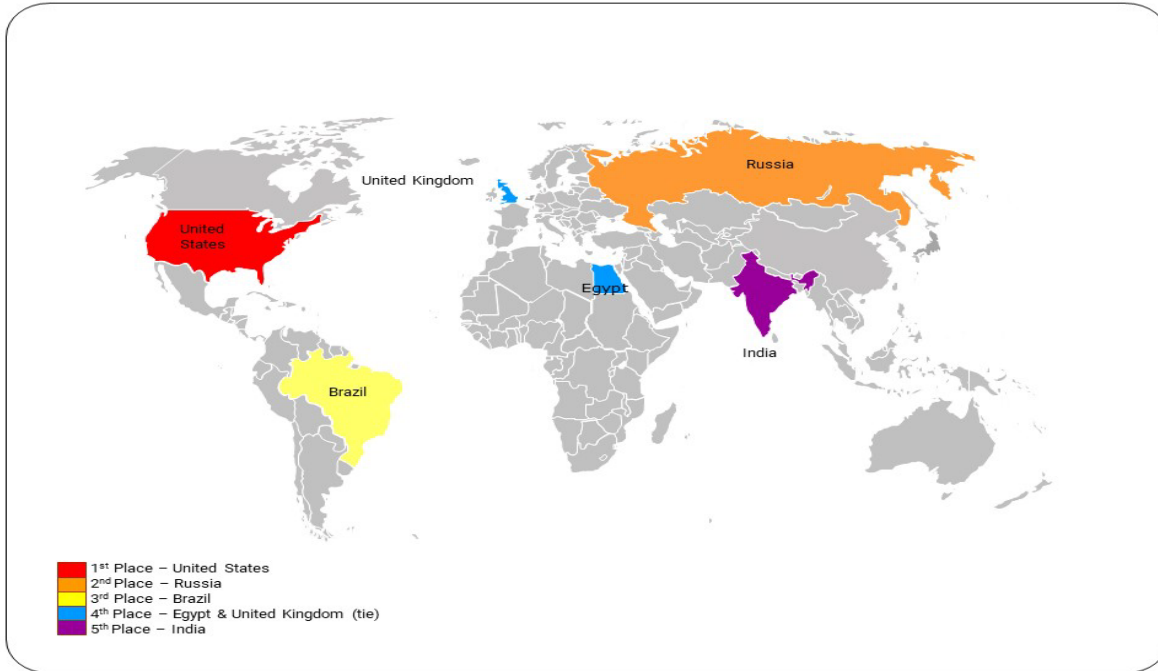 United Kingdom
Russia
United
States
Egypt
India
Brazil
1st Place – United States
2nd Place – Russia
3rd Place – Brazil
4th Place – Egypt & United Kingdom (tie)
5th Place – India